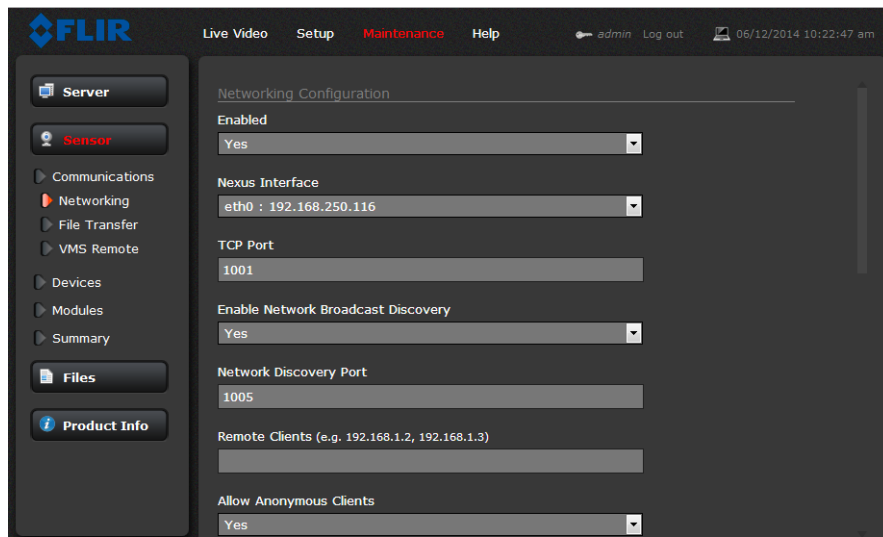 FLIR
Live Video Setup Maintenance Help admin Log out 06/12/2014 10:22:47 am
Server
Sensor
Communications
Networking
File Transfer
VMS Remote
Devices
Modules
Summary
Files
Product Info
Networking Configuration
Enabled
Yes
Nexus Interface
eth0 : 192.168.250.116
TCP Port
1001
Enable Network Broadcast Discovery
Yes
Network Discovery Port
1005
Remote Clients (e.g. 192.168.1.2, 192.168.1.3)
Allow Anonymous Clients
Yes